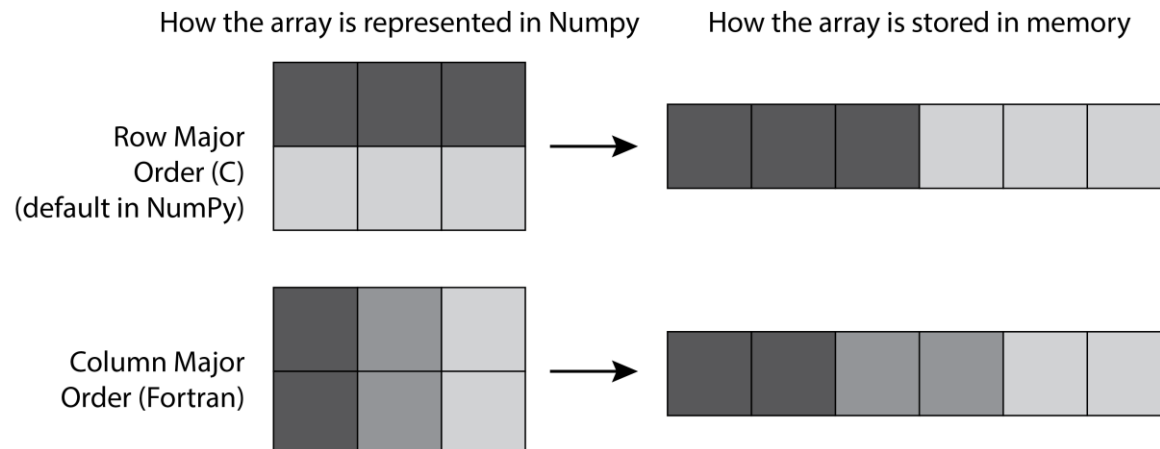 How the array is represented in Numpy
How the array is stored in memory
Row Major
Order (C)
(default in NumPy)
Column Major
Order (Fortran)